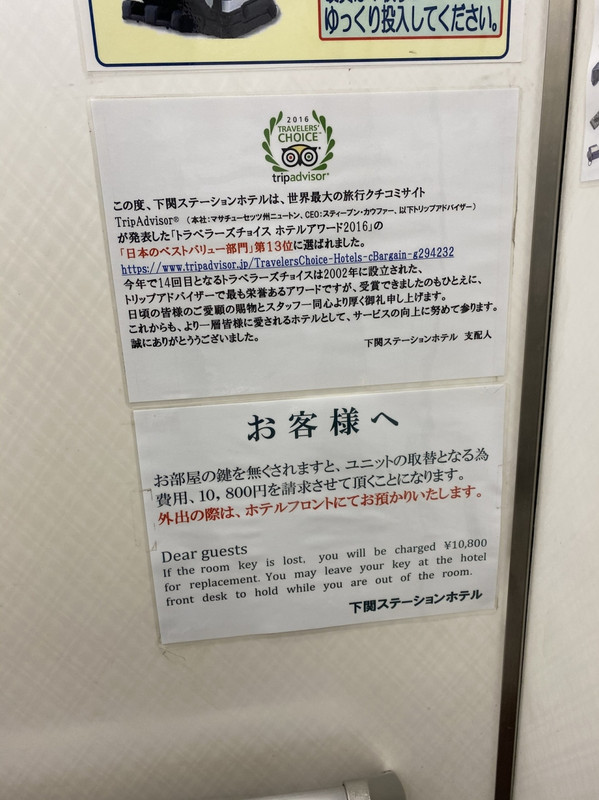 ゆっくり投入してください。
2016
TRAVELERS'
CHOICE™
tripadvisor®
この度、下関ステーションホテルは、世界最大の旅行クチコミサイト
TripAdvisor® （本社：マサチューセッツ州ニュートン、CEO：スティーブン・カウファー、以下トリップアドバイザー）
が発表した「トラベラーズチョイス ホテルアワード2016」の
「日本のベストバリュー部門」第13位に選ばれました。
https://www.tripadvisor.jp/TravelersChoice-Hotels-cBargain-g294232
今年で14回目となるトラベラーズチョイスは2002年に設立された、
トリップアドバイザーで最も栄誉あるアワードですが、受賞できましたのもひとえに、
日頃の皆様のご愛顧の賜物とスタッフ一同心より厚く御礼申し上げます。
これからも、より一層皆様に愛されるホテルとして、サービスの向上に努めて参ります。
誠にありがとううございました。
下関ステーションホテル 支配人
お客様へ
お部屋の鍵を無くされますと、ユニットの取替となる為
費用、10，800円を請求させて頂くことになります。
外出の際は、ホテルフロントにてお預かりいたします。
Dear guests
If the room key is lost, you will be charged ¥10,800
for replacement. You may leave your key at the hotel
front desk to hold while you are out of the room.
下関ステーションホテル